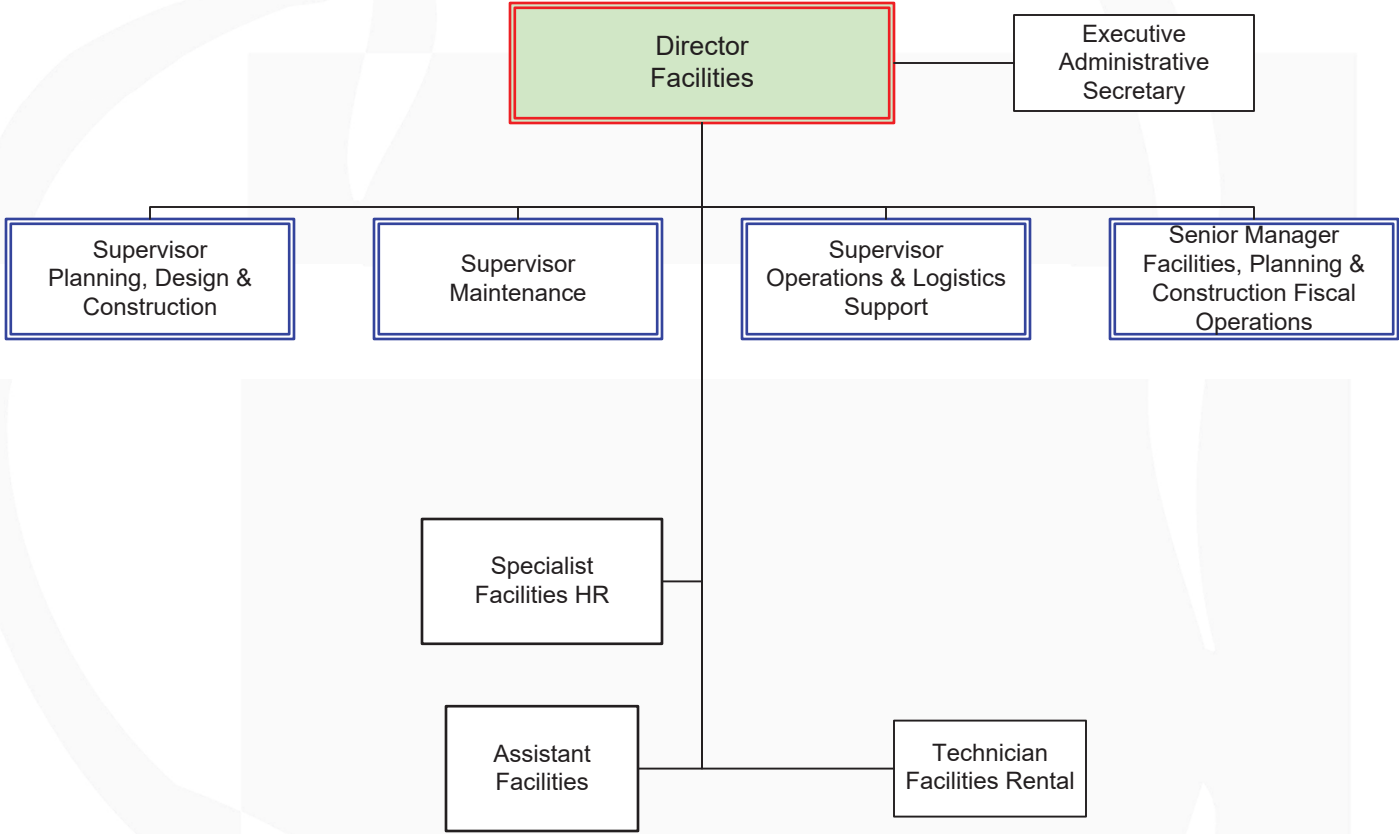 Director
Facilities
Executive
Administrative
Secretary
Supervisor
Planning, Design &
Construction
Supervisor
Maintenance
Supervisor
Operations & Logistics
Support
Senior Manager
Facilities, Planning &
Construction Fiscal
Operations
Specialist
Facilities HR
Assistant
Facilities
Technician
Facilities Rental